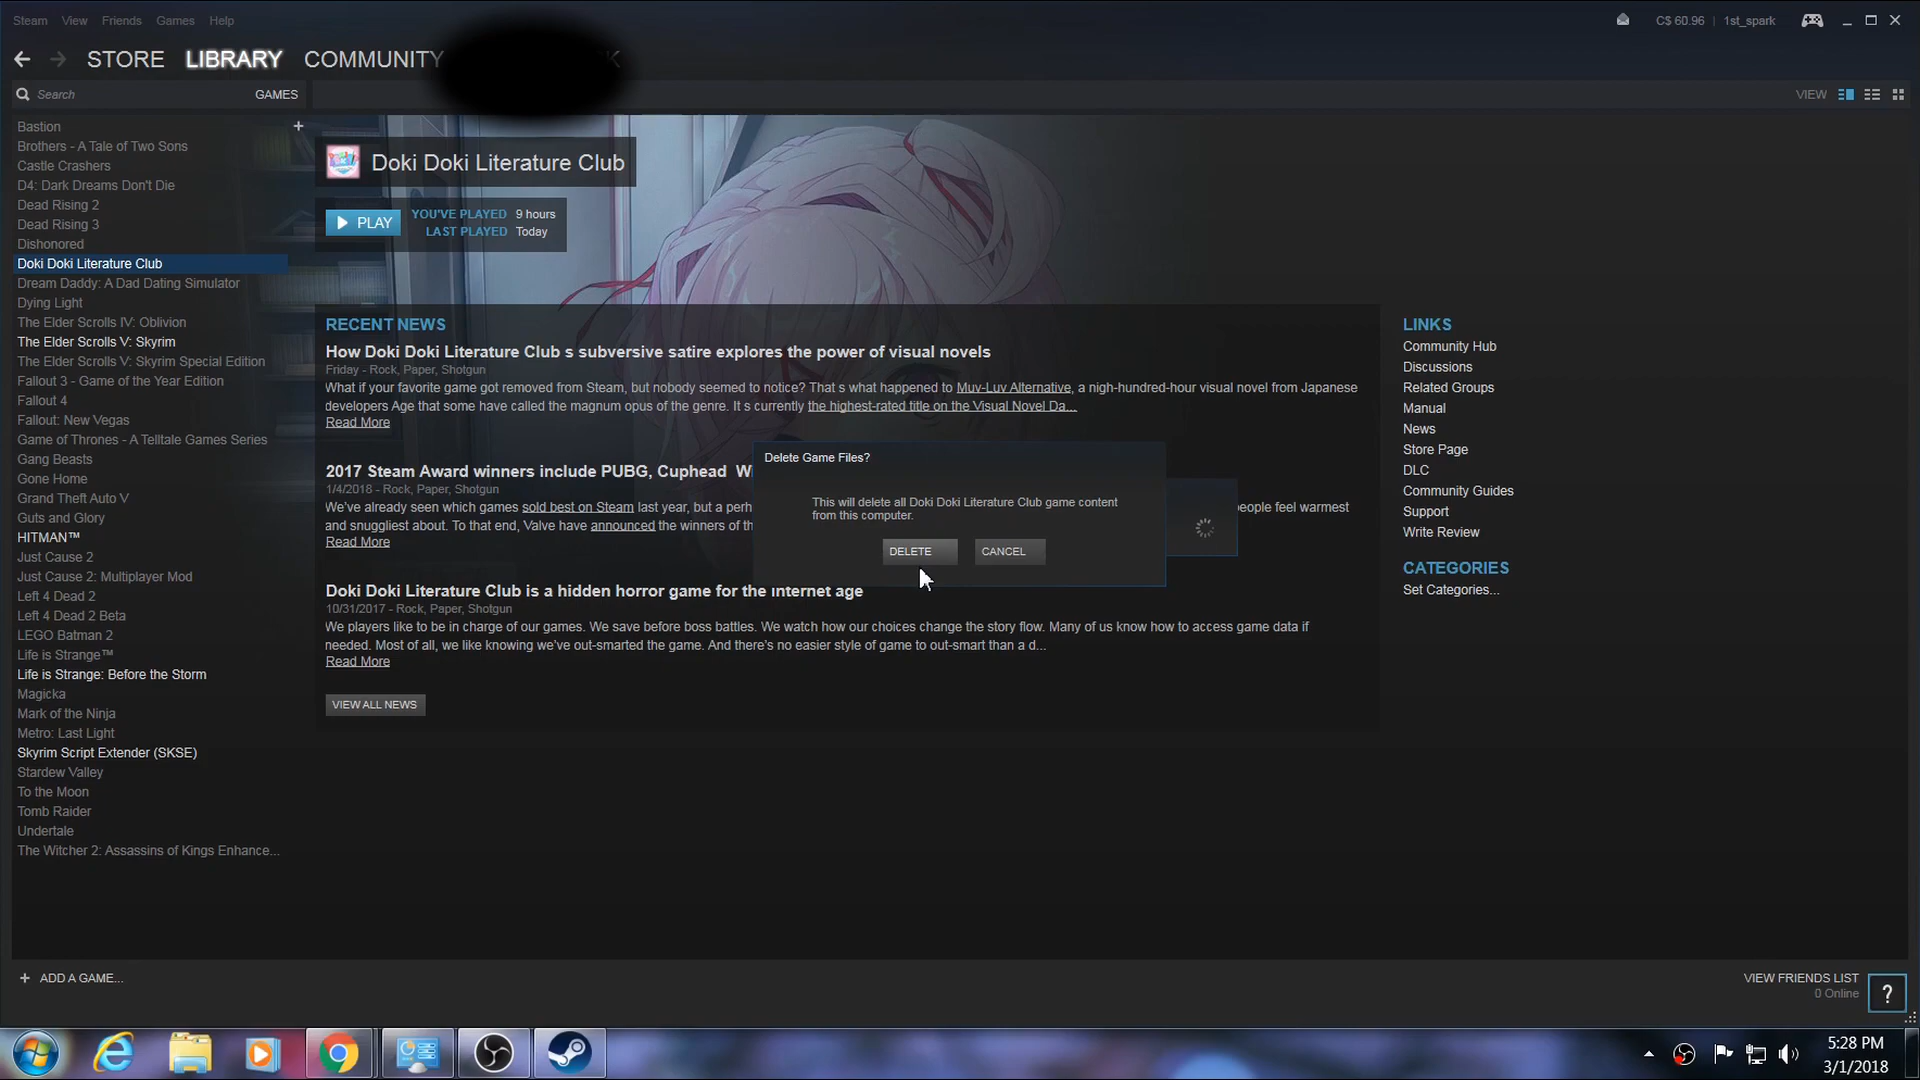 Steam View Friends Games Help
C$ 60.96 | 1st_spark
STORE LIBRARY COMMUNITY K
Search GAMES
VIEW
Bastion +
Brothers - A Tale of Two Sons
Castle Crashers
D4: Dark Dreams Don't Die
Dead Rising 2
Dead Rising 3
Dishonored
Doki Doki Literature Club
Dream Daddy: A Dad Dating Simulator
Dying Light
The Elder Scrolls IV: Oblivion
The Elder Scrolls V: Skyrim
The Elder Scrolls V: Skyrim Special Edition
Fallout 3 - Game of the Year Edition
Fallout 4
Fallout: New Vegas
Game of Thrones - A Telltale Games Series
Gang Beasts
Gone Home
Grand Theft Auto V
Guts and Glory
HITMAN™
Just Cause 2
Just Cause 2: Multiplayer Mod
Left 4 Dead 2
Left 4 Dead 2 Beta
LEGO Batman 2
Life is Strange™
Life is Strange: Before the Storm
Magicka
Mark of the Ninja
Metro: Last Light
Skyrim Script Extender (SKSE)
Stardew Valley
To the Moon
Tomb Raider
Undertale
The Witcher 2: Assassins of Kings Enhance...
+ ADD A GAME...
Doki Doki Literature Club
PLAY
YOU'VE PLAYED 9 hours
LAST PLAYED Today
RECENT NEWS
How Doki Doki Literature Club s subversive satire explores the power of visual novels
Friday - Rock, Paper, Shotgun
What if your favorite game got removed from Steam, but nobody seemed to notice? That s what happened to Muv-Luv Alternative, a nigh-hundred-hour visual novel from Japanese
developers Age that some have called the magnum opus of the genre. It s currently the highest-rated title on the Visual Novel Da...
Read More
2017 Steam Award winners include PUBG, Cuphead Wi
1/4/2018 - Rock, Paper, Shotgun
We've already seen which games sold best on Steam last year, but a perh people feel warmest
and snuggliest about. To that end, Valve have announced the winners of th
Read More
Doki Doki Literature Club is a hidden horror game for the internet age
10/31/2017 - Rock, Paper, Shotgun
We players like to be in charge of our games. We save before boss battles. We watch how our choices change the story flow. Many of us know how to access game data if
needed. Most of all, we like knowing we've out-smarted the game. And there's no easier style of game to out-smart than a d...
Read More
VIEW ALL NEWS
Delete Game Files?
This will delete all Doki Doki Literature Club game content
from this computer.
DELETE CANCEL
LINKS
Community Hub
Discussions
Related Groups
Manual
News
Store Page
DLC
Community Guides
Support
Write Review
CATEGORIES
Set Categories...
VIEW FRIENDS LIST
0 Online
?
5:28 PM
3/1/2018